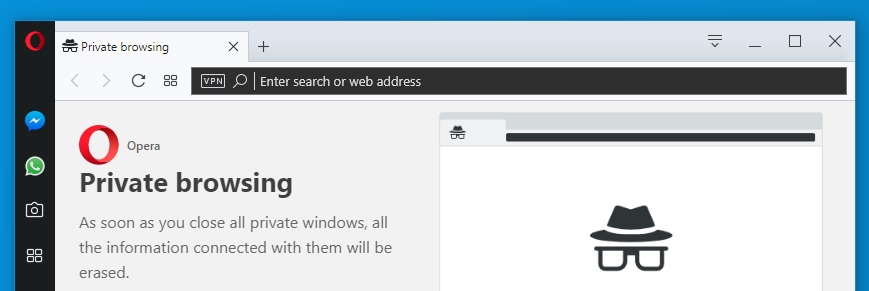 Private browsing
VPN Enter search or web address
Opera
Private browsing
As soon as you close all private windows, all
the information connected with them will be
erased.